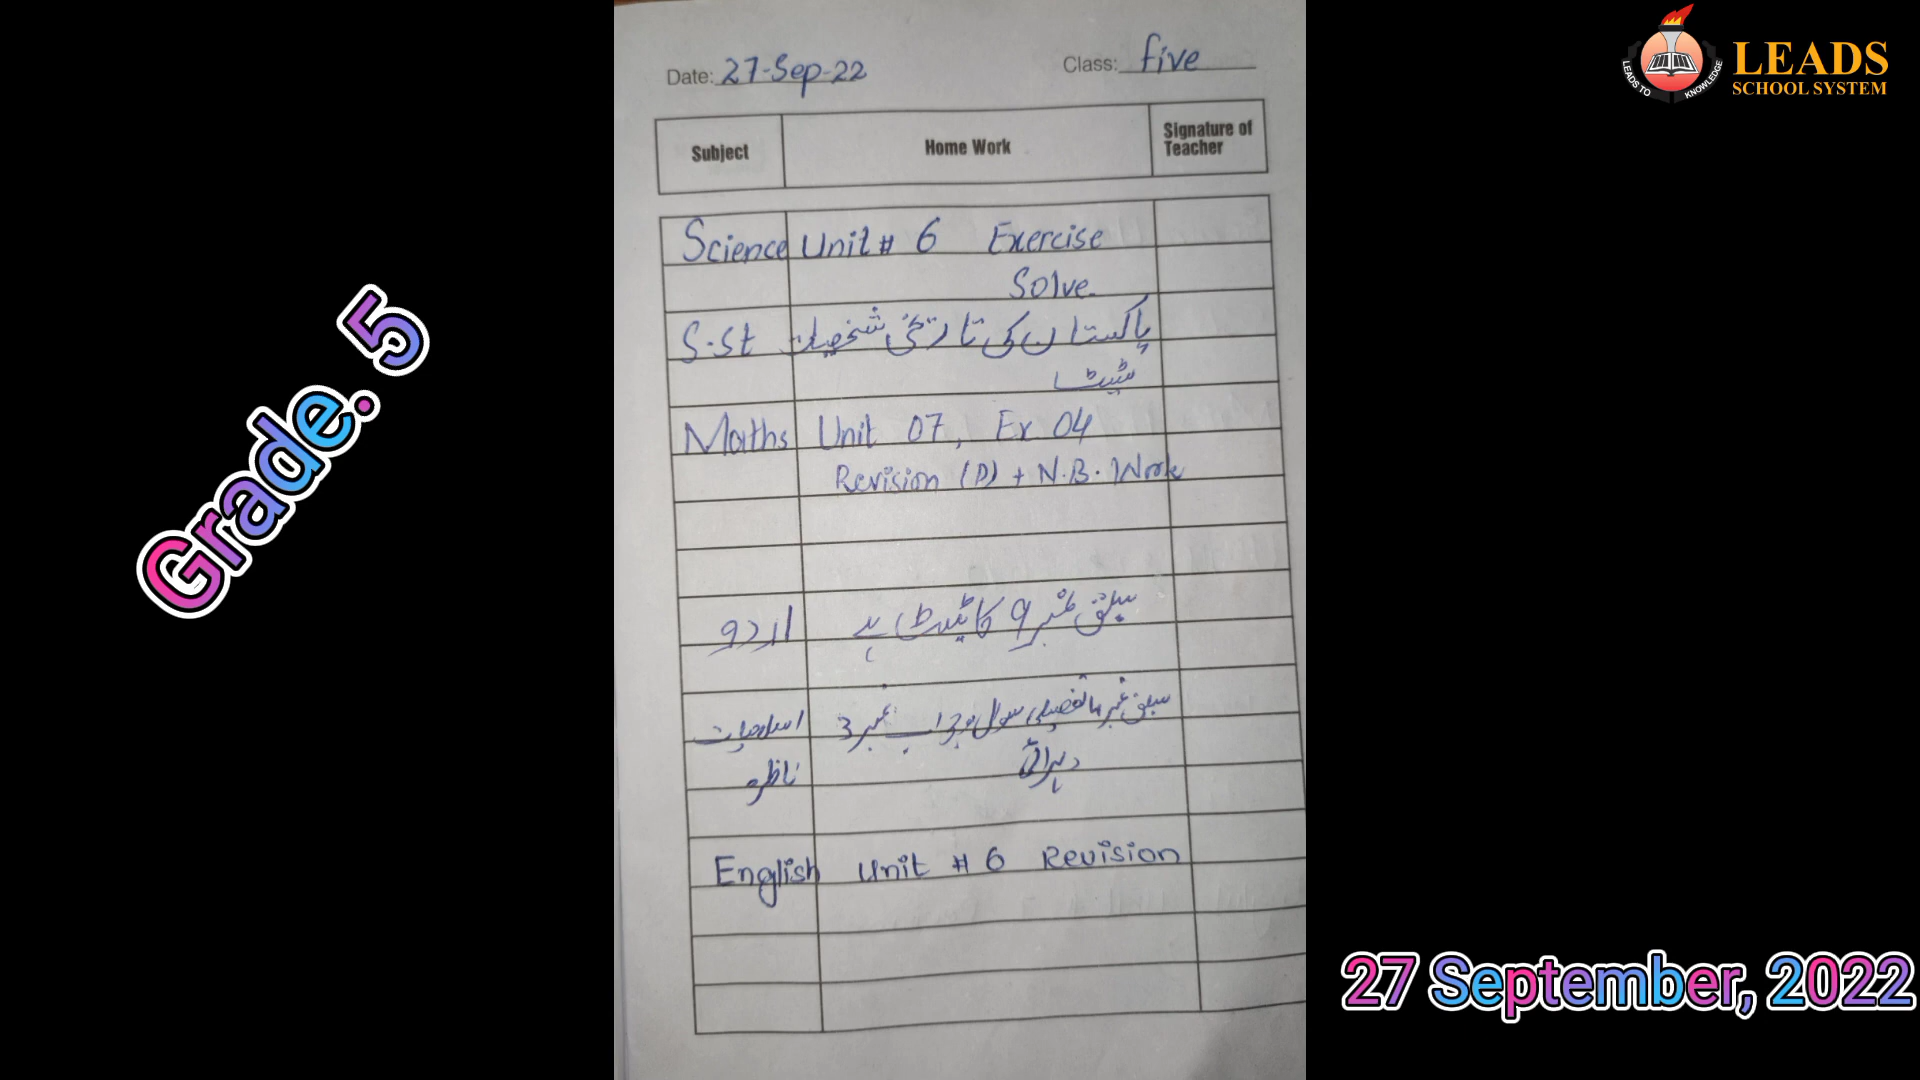 Date: 27-Sep-22 Class: five
LEADS
SCHOOL SYSTEM
LEADS TO KNOWLEDGE
Subject Home Work Signature of Teacher
Science Unit # 6 Exercise
Solve.
S.St پاکستان کی تاریخی شخصیات
ٹیسٹ
Maths Unit 07, Ex 04
Revision (P) + N.B. Work
Grade. 5
اردو سبق نمبر 9 کا ٹیسٹ ہے
اسلامیات سبق نمبر تفصیلی سوال و جواب نمبر 3
ناظرہ دہرائی
English Unit # 6 Revision
27 September, 2022